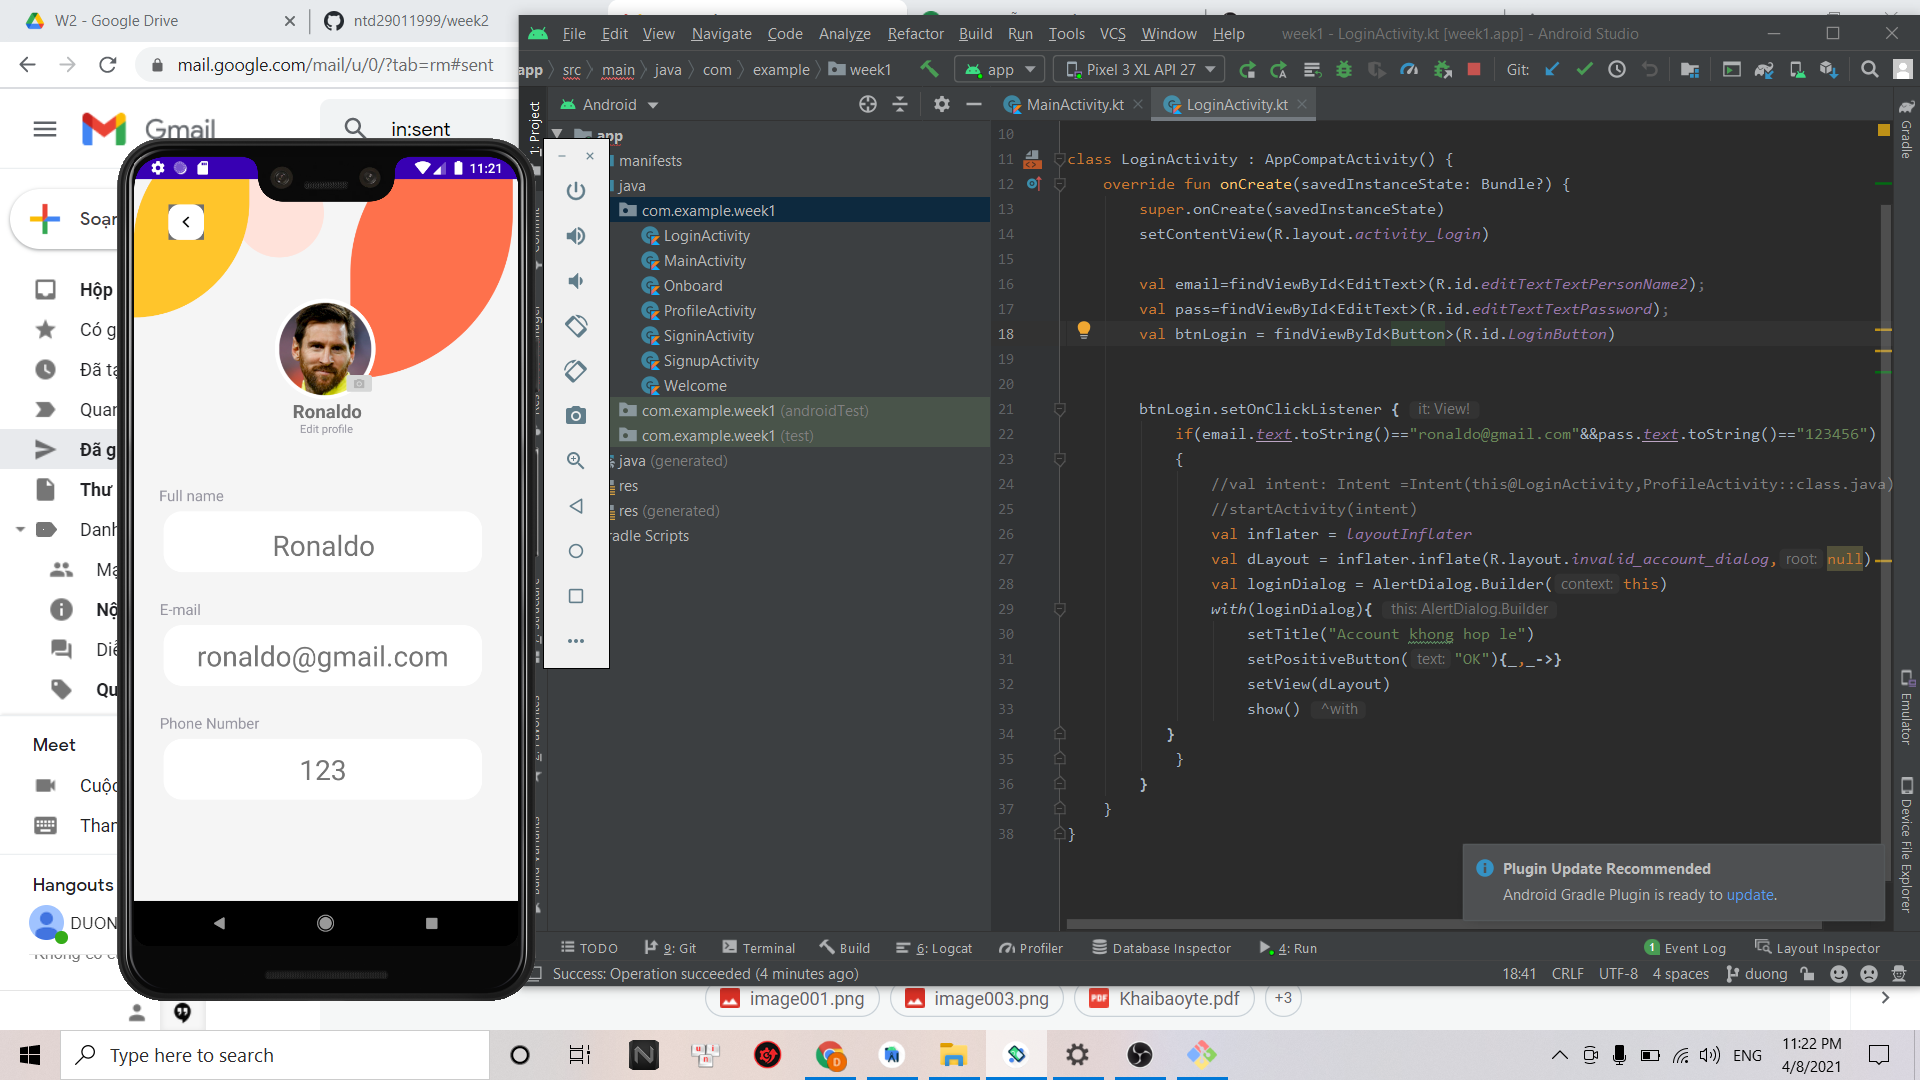 W2 - Google Drive
ntd29011999/week2
mail.google.com/mail/u/0/?tab=rm#sent
Gmail
in:sent
Soạn
Hộp
Có g
Đã tạ
Quan
Đã g
Thư
Danh
Mạ
Nộ
Diễ
Qu
Meet
Cuộc
Tham
Hangouts
DUON
11:21
Ronaldo
Edit profile
Full name
Ronaldo
E-mail
ronaldo@gmail.com
Phone Number
123
File Edit View Navigate Code Analyze Refactor Build Run Tools VCS Window Help
week1 - LoginActivity.kt [week1.app] - Android Studio
app src main java com example week1
app
Pixel 3 XL API 27
Git:
1: Project
Android
app
manifests
java
com.example.week1
LoginActivity
MainActivity
Onboard
ProfileActivity
SigninActivity
SignupActivity
Welcome
com.example.week1 (androidTest)
com.example.week1 (test)
java (generated)
res
res (generated)
radle Scripts
MainActivity.kt
LoginActivity.kt
10
11 class LoginActivity : AppCompatActivity() {
12 override fun onCreate(savedInstanceState: Bundle?) {
13 super.onCreate(savedInstanceState)
14 setContentView(R.layout.activity_login)
15
16 val email=findViewById<EditText>(R.id.editTextTextPersonName2);
17 val pass=findViewById<EditText>(R.id.editTextTextPassword);
18 val btnLogin = findViewById<Button>(R.id.LoginButton)
19
20
21 btnLogin.setOnClickListener { it: View!
22 if(email.text.toString()=="ronaldo@gmail.com"&&pass.text.toString()=="123456")
23 {
24 //val intent: Intent =Intent(this@LoginActivity,ProfileActivity::class.java)
25 //startActivity(intent)
26 val inflater = layoutInflater
27 val dLayout = inflater.inflate(R.layout.invalid_account_dialog, root: null)
28 val loginDialog = AlertDialog.Builder( context: this)
29 with(loginDialog){ this: AlertDialog.Builder
30 setTitle("Account khong hop le")
31 setPositiveButton( text: "OK"){_,_->}
32 setView(dLayout)
33 show() ^with
34 }
35 }
36 }
37 }
38 }
Gradle
Emulator
Device File Explorer
Plugin Update Recommended
Android Gradle Plugin is ready to update.
TODO 9: Git Terminal Build 6: Logcat Profiler Database Inspector 4: Run
1 Event Log Layout Inspector
Success: Operation succeeded (4 minutes ago)
18:41 CRLF UTF-8 4 spaces duong
image001.png
image003.png
PDF Khaibaoyte.pdf
+3
Type here to search
ENG
11:22 PM
4/8/2021